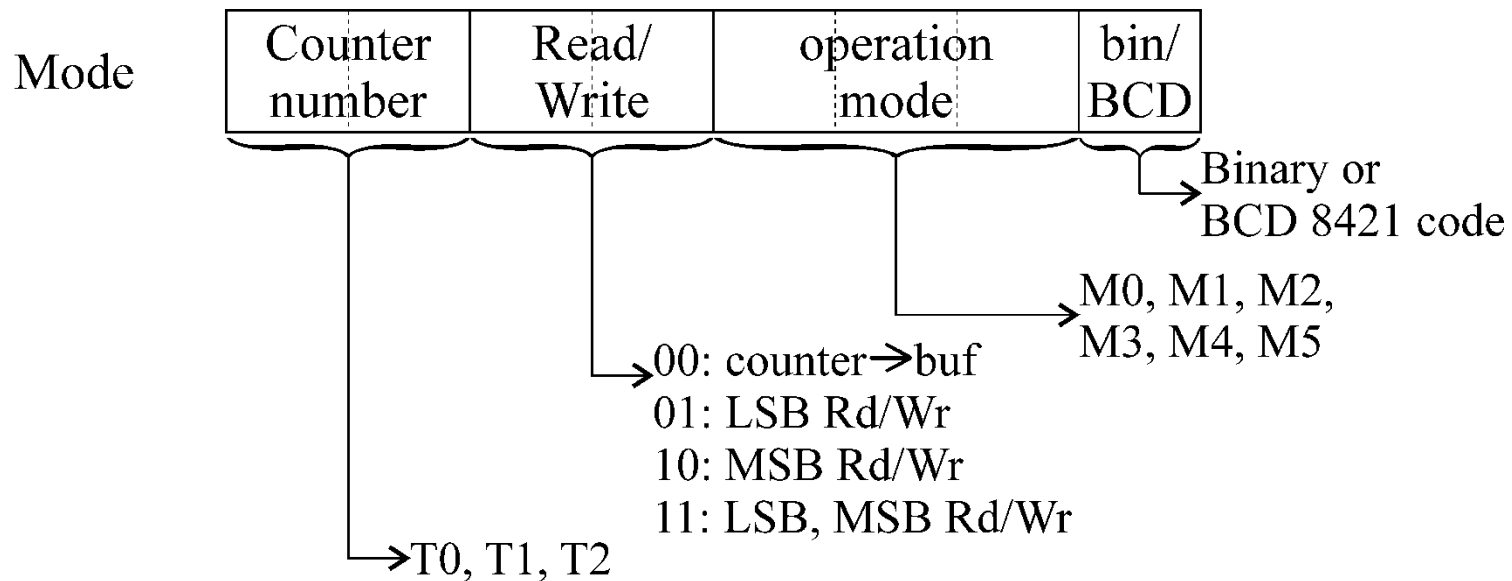 Mode
Counter
number
Read/
Write
operation
mode
bin/
BCD
Binary or
BCD 8421 code
M0, M1, M2,
M3, M4, M5
00: counter→buf
01: LSB Rd/Wr
10: MSB Rd/Wr
11: LSB, MSB Rd/Wr
T0, T1, T2